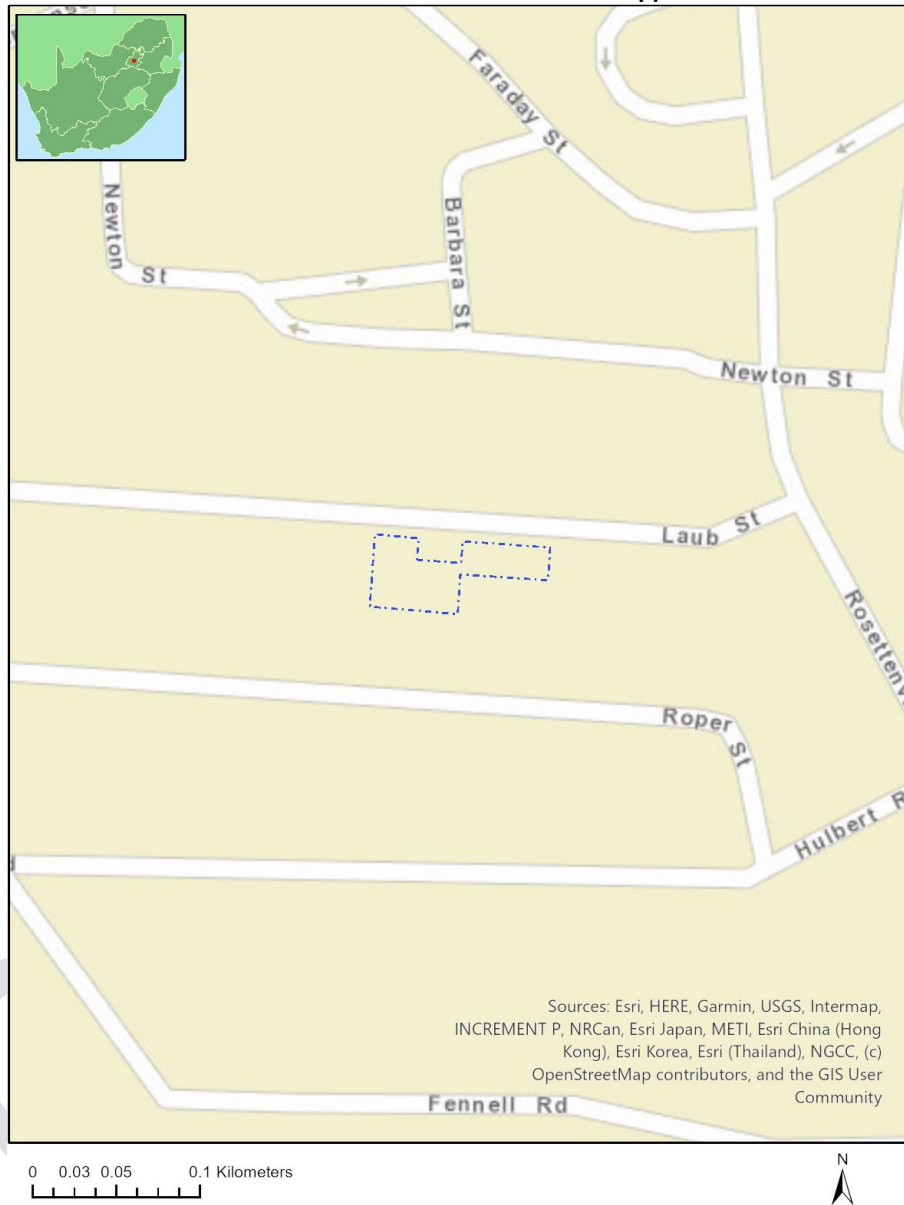 Faraday St
Newton St
Barbara St
Newton St
Laub St
Roper St
Hulbert
Sources: Esri, HERE, Garmin, USGS, Intermap,
INCREMENT P, NRCan, Esri Japan, METI, Esri China (Hong
Kong), Esri Korea, Esri (Thailand), NGCC, (c)
OpenStreetMap contributors, and the GIS User
Community
Fennell Rd
0 0.03 0.05 0.1 Kilometers
N